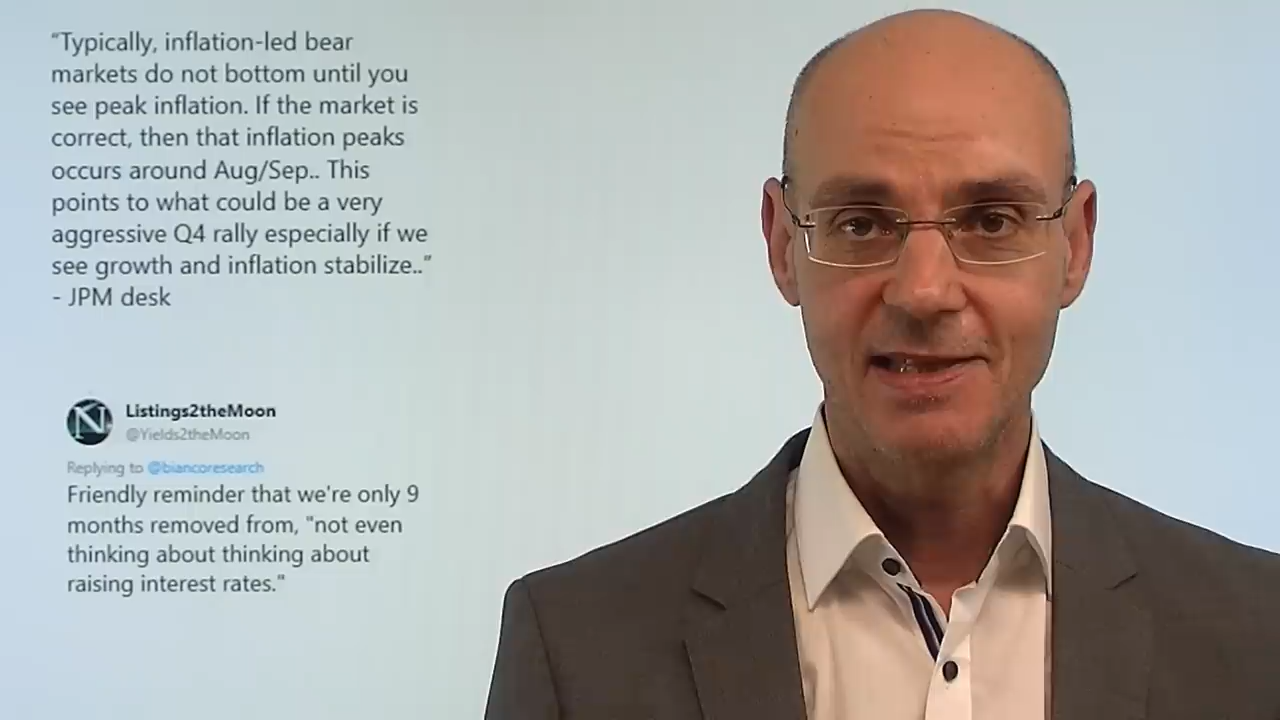 “Typically, inflation-led bear
markets do not bottom until you
see peak inflation. If the market is
correct, then that inflation peaks
occurs around Aug/Sep.. This
points to what could be a very
aggressive Q4 rally especially if we
see growth and inflation stabilize..”
- JPM desk
N
Listings2theMoon
@Yields2theMoon
Replying to @biancoresearch
Friendly reminder that we're only 9
months removed from, "not even
thinking about thinking about
raising interest rates."